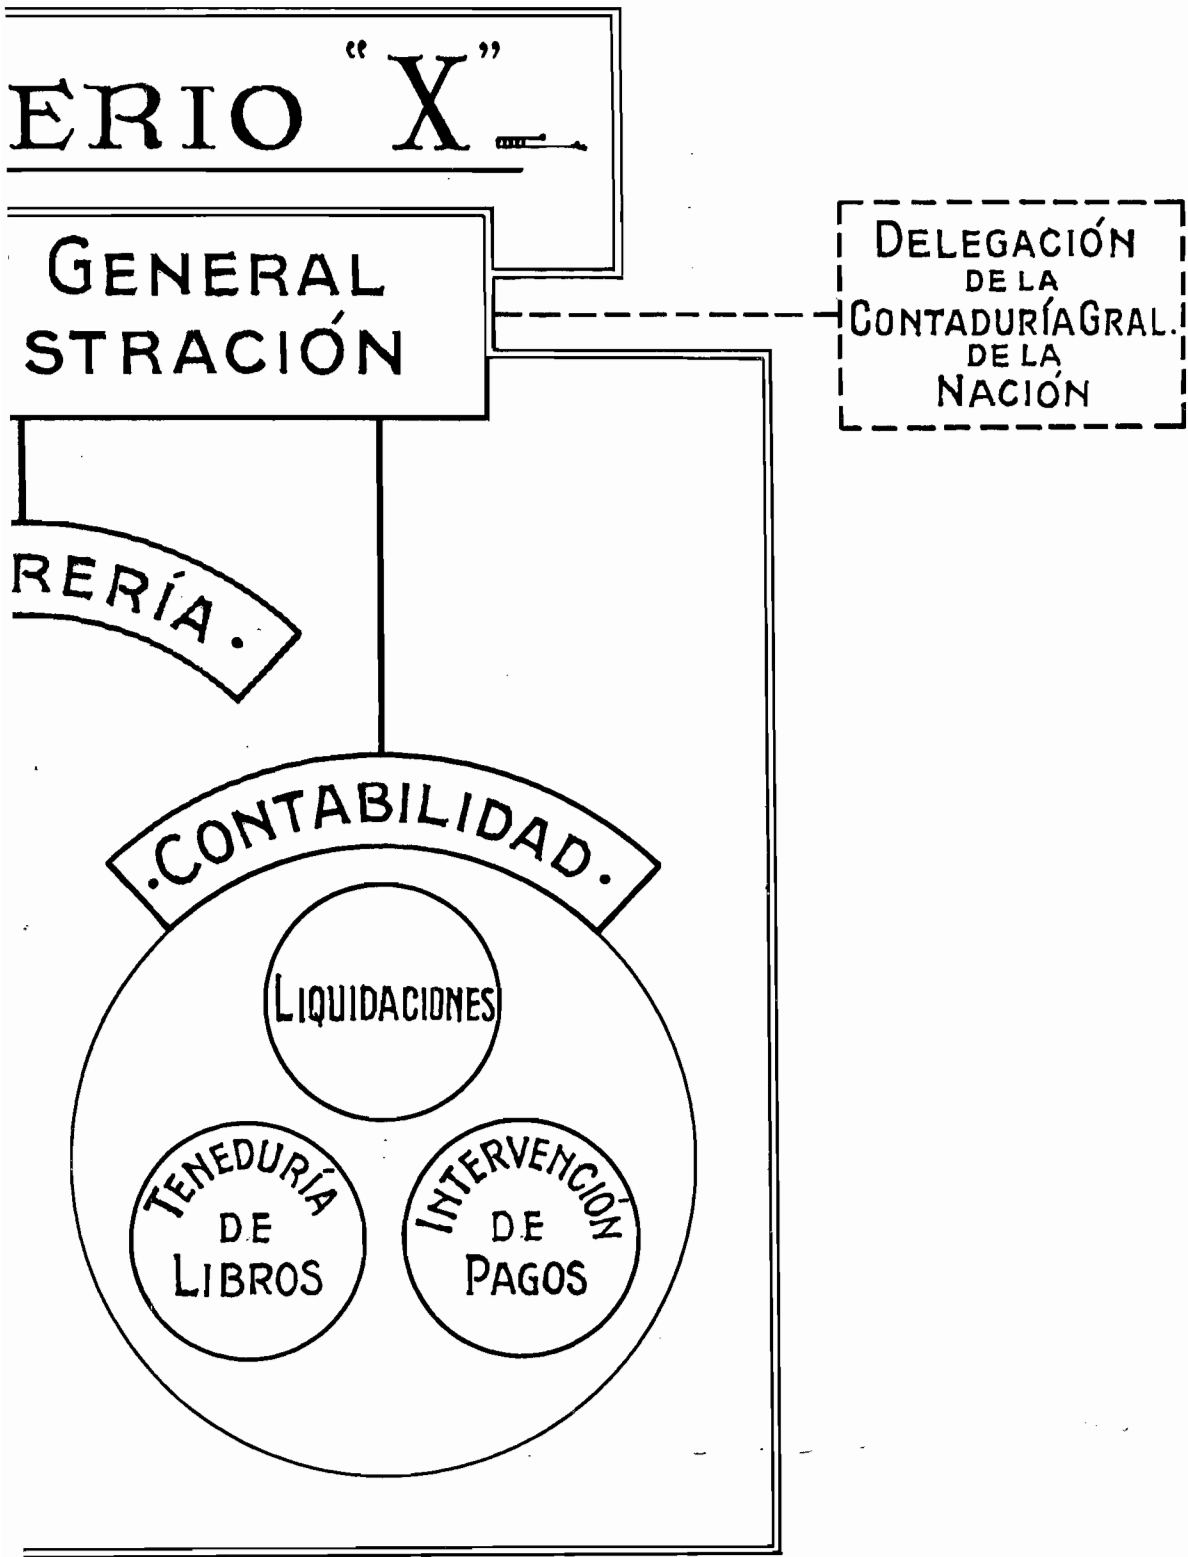 ERIO "X"
GENERAL
STRACIÓN
DELEGACIÓN
DE LA
CONTADURÍA GRAL.
DE LA
NACIÓN
RERÍA.
·CONTABILIDAD·
LIQUIDACIONES
TENEDURÍA
DE
LIBROS
INTERVENCIÓN
DE
PAGOS